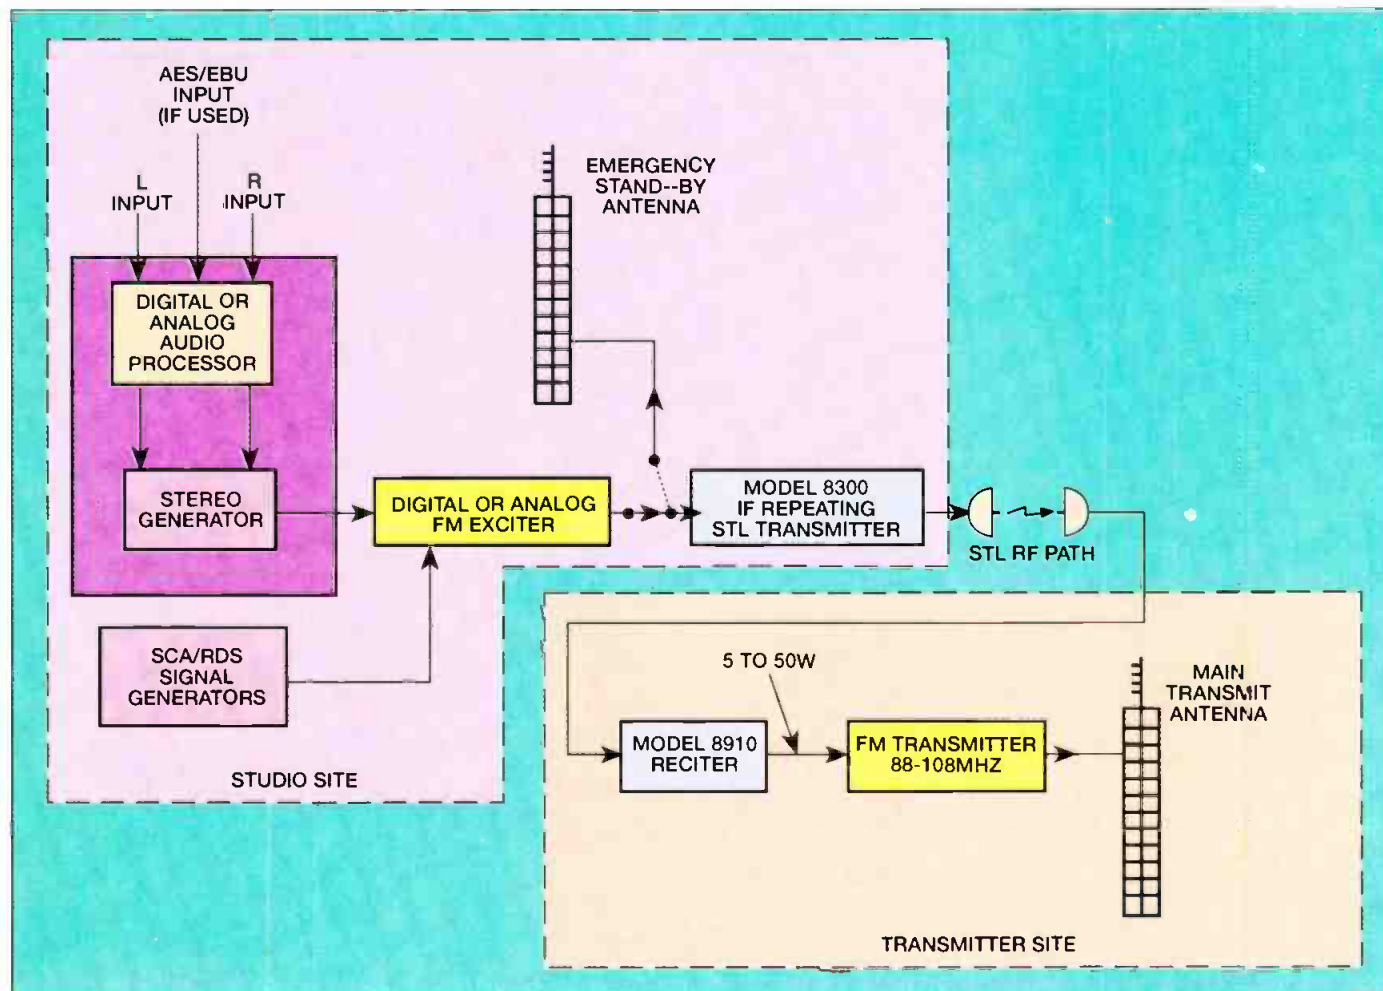 AES/EBU
INPUT
(IF USED)
L
INPUT
R
INPUT
EMERGENCY
STAND--BY
ANTENNA
DIGITAL OR
ANALOG
AUDIO
PROCESSOR
STEREO
GENERATOR
DIGITAL OR ANALOG
FM EXCITER
MODEL 8300
IF REPEATING
STL TRANSMITTER
STL RF PATH
SCA/RDS
SIGNAL
GENERATORS
STUDIO SITE
5 TO 50W
MAIN
TRANSMIT
ANTENNA
MODEL 8910
RECITER
FM TRANSMITTER
88-108MHZ
TRANSMITTER SITE